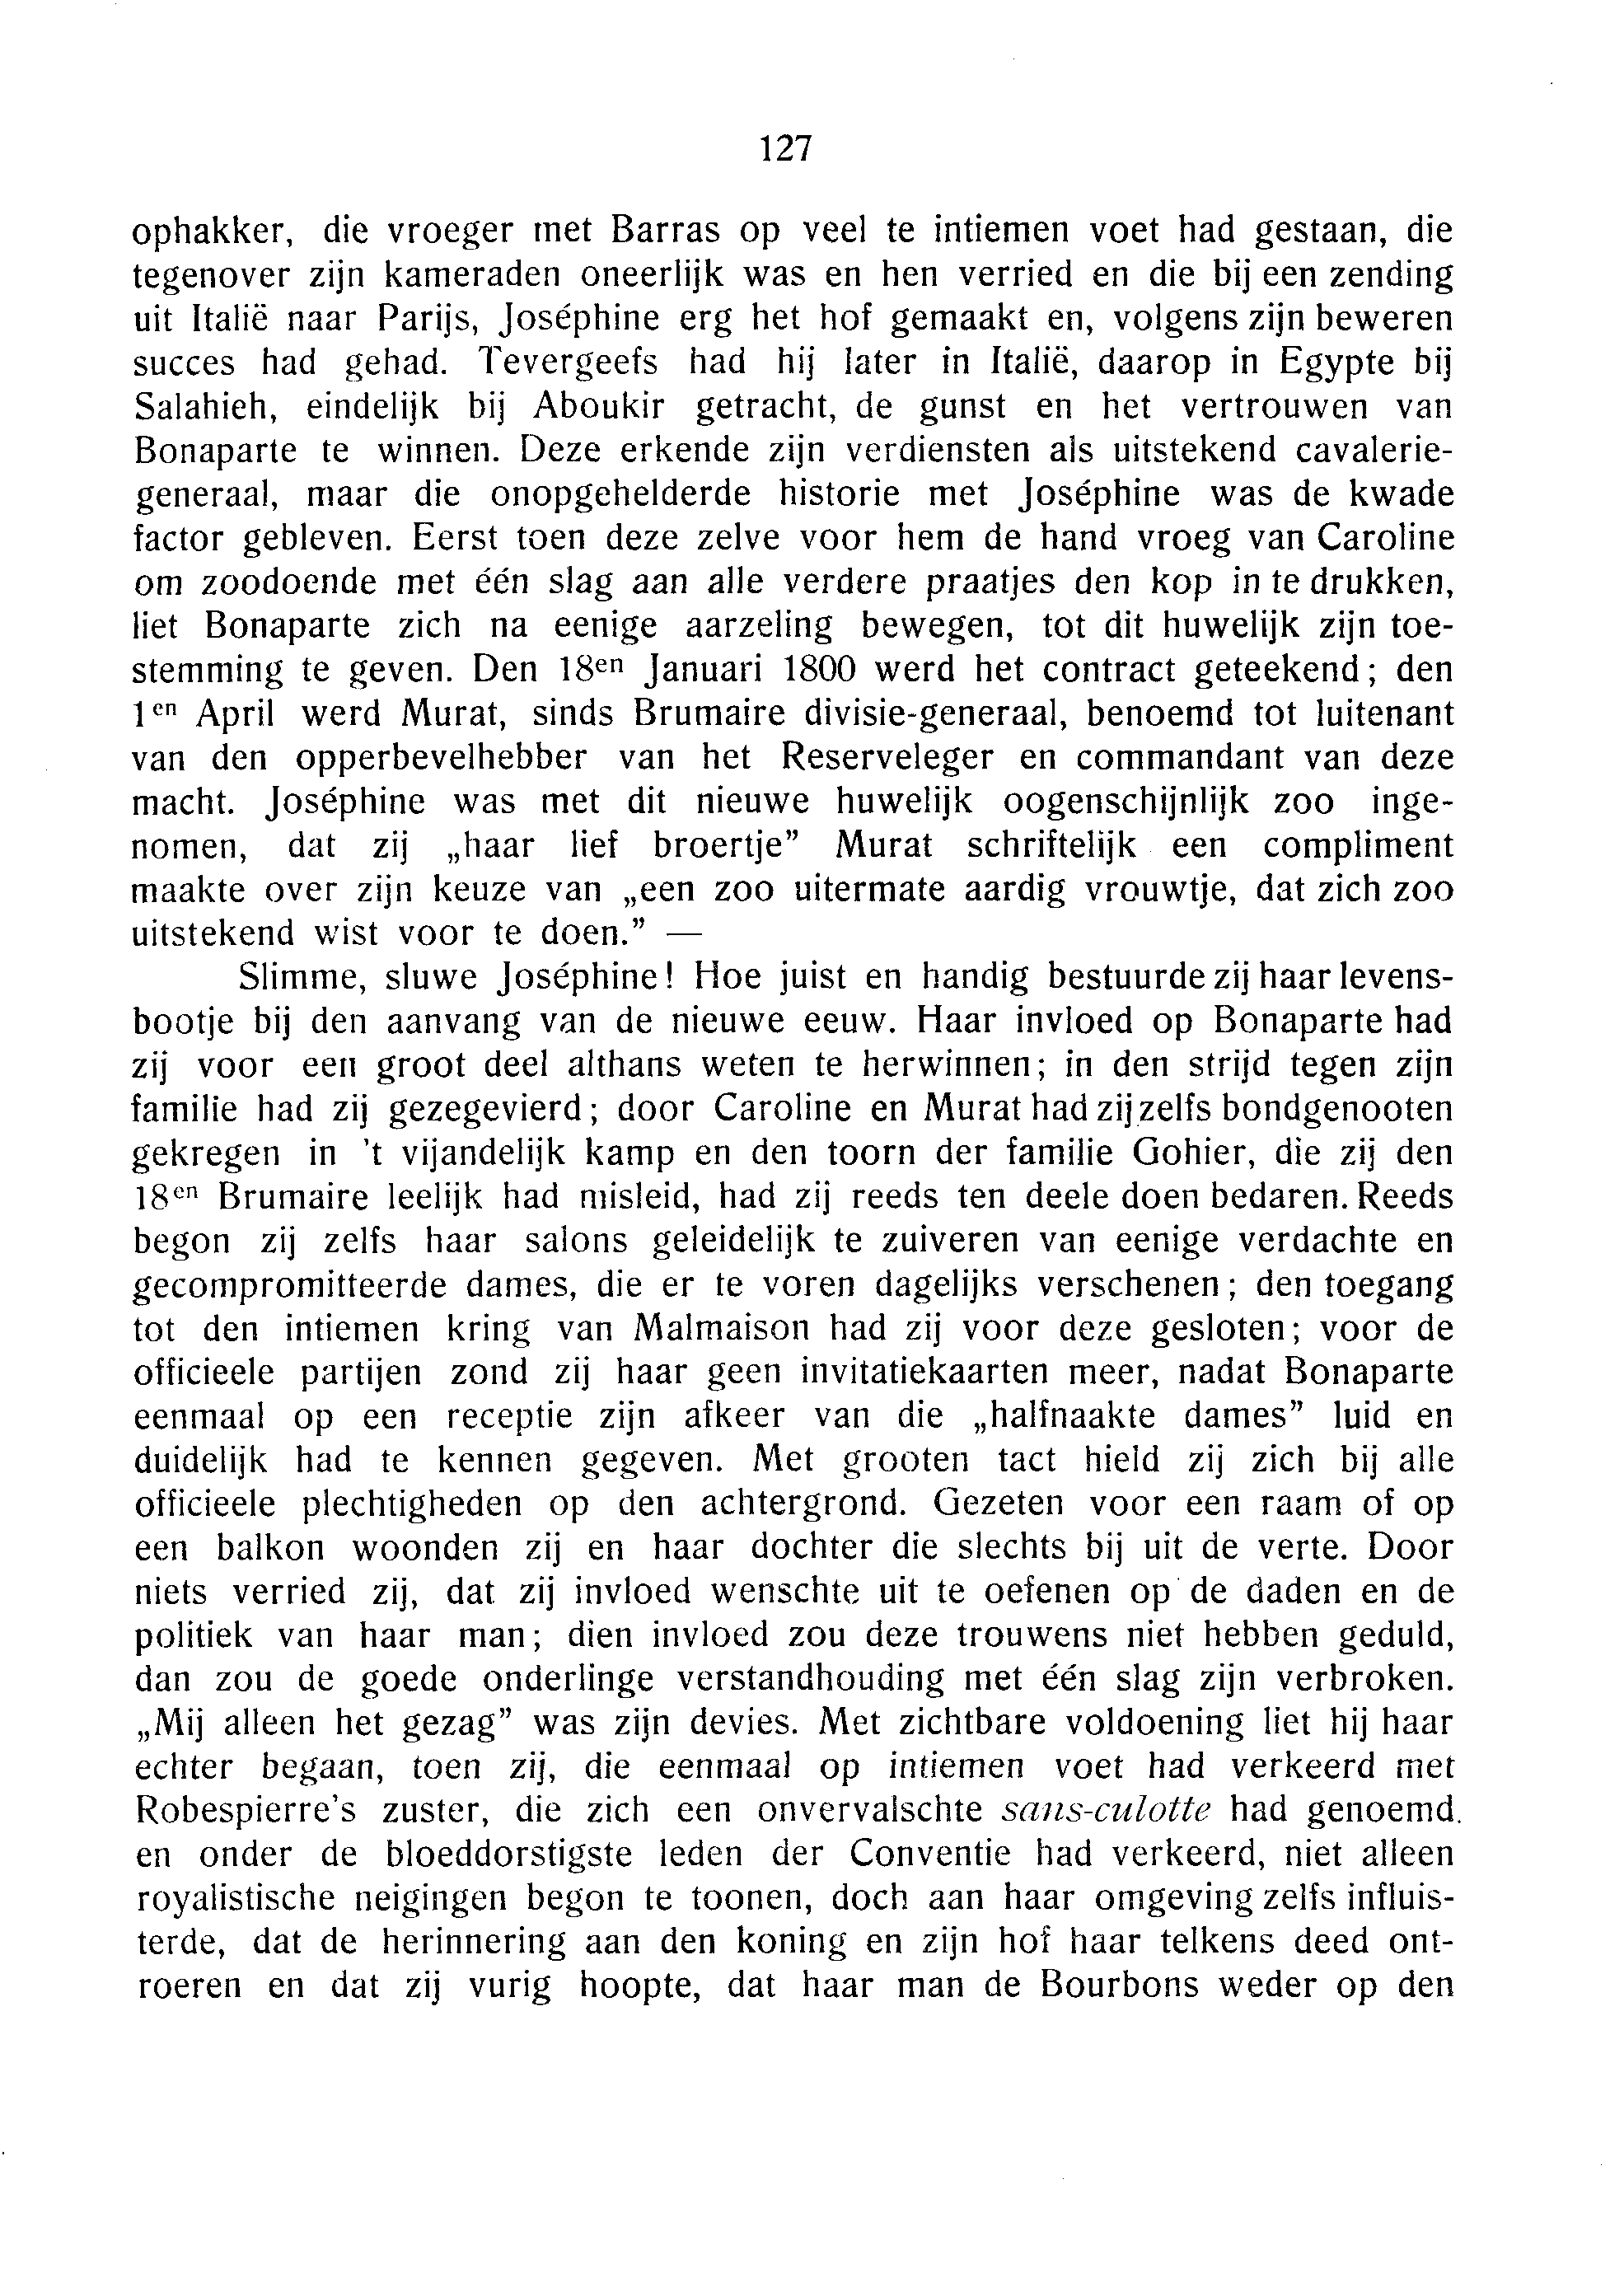 127
ophakker, die vroeger met Barras op veel te intiemen voet had gestaan, die
tegenover zijn kameraden oneerlijk was en hen verried en die bij een zending
uit Italië naar Parijs, Joséphine erg het hof gemaakt en, volgens zijn beweren
succes had gehad. Tevergeefs had hij later in Italië, daarop in Egypte bij
Salahieh, eindelijk bij Aboukir getracht, de gunst en het vertrouwen van
Bonaparte te winnen. Deze erkende zijn verdiensten als uitstekend cavalerie-
generaal, maar die onopgehelderde historie met Joséphine was de kwade
factor gebleven. Eerst toen deze zelve voor hem de hand vroeg van Caroline
om zoodoende met één slag aan alle verdere praatjes den kop in te drukken,
liet Bonaparte zich na eenige aarzeling bewegen, tot dit huwelijk zijn toe-
stemming te geven. Den 18en Januari 1800 werd het contract geteekend; den
1en April werd Murat, sinds Brumaire divisie-generaal, benoemd tot luitenant
van den opperbevelhebber van het Reserveleger en commandant van deze
macht. Joséphine was met dit nieuwe huwelijk oogenschijnlijk zoo inge-
nomen, dat zij „haar lief broertje” Murat schriftelijk een compliment
maakte over zijn keuze van „een zoo uitermate aardig vrouwtje, dat zich zoo
uitstekend wist voor te doen.” —
Slimme, sluwe Joséphine! Hoe juist en handig bestuurde zij haar levens-
bootje bij den aanvang van de nieuwe eeuw. Haar invloed op Bonaparte had
zij voor een groot deel althans weten te herwinnen; in den strijd tegen zijn
familie had zij gezegevierd; door Caroline en Murat had zij zelfs bondgenooten
gekregen in 't vijandelijk kamp en den toorn der familie Gohier, die zij den
18en Brumaire leelijk had misleid, had zij reeds ten deele doen bedaren. Reeds
begon zij zelfs haar salons geleidelijk te zuiveren van eenige verdachte en
gecompromitteerde dames, die er te voren dagelijks verschenen; den toegang
tot den intiemen kring van Malmaison had zij voor deze gesloten; voor de
officieele partijen zond zij haar geen invitatiekaarten meer, nadat Bonaparte
eenmaal op een receptie zijn afkeer van die „halfnaakte dames” luid en
duidelijk had te kennen gegeven. Met grooten tact hield zij zich bij alle
officieele plechtigheden op den achtergrond. Gezeten voor een raam of op
een balkon woonden zij en haar dochter die slechts bij uit de verte. Door
niets verried zij, dat zij invloed wenschte uit te oefenen op de daden en de
politiek van haar man; dien invloed zou deze trouwens niet hebben geduld,
dan zou de goede onderlinge verstandhouding met één slag zijn verbroken.
„Mij alleen het gezag” was zijn devies. Met zichtbare voldoening liet hij haar
echter begaan, toen zij, die eenmaal op intiemen voet had verkeerd met
Robespierre's zuster, die zich een onvervalschte sans-culotte had genoemd.
en onder de bloeddorstigste leden der Conventie had verkeerd, niet alleen
royalistische neigingen begon te toonen, doch aan haar omgeving zelfs influis-
terde, dat de herinnering aan den koning en zijn hof haar telkens deed ont-
roeren en dat zij vurig hoopte, dat haar man de Bourbons weder op den